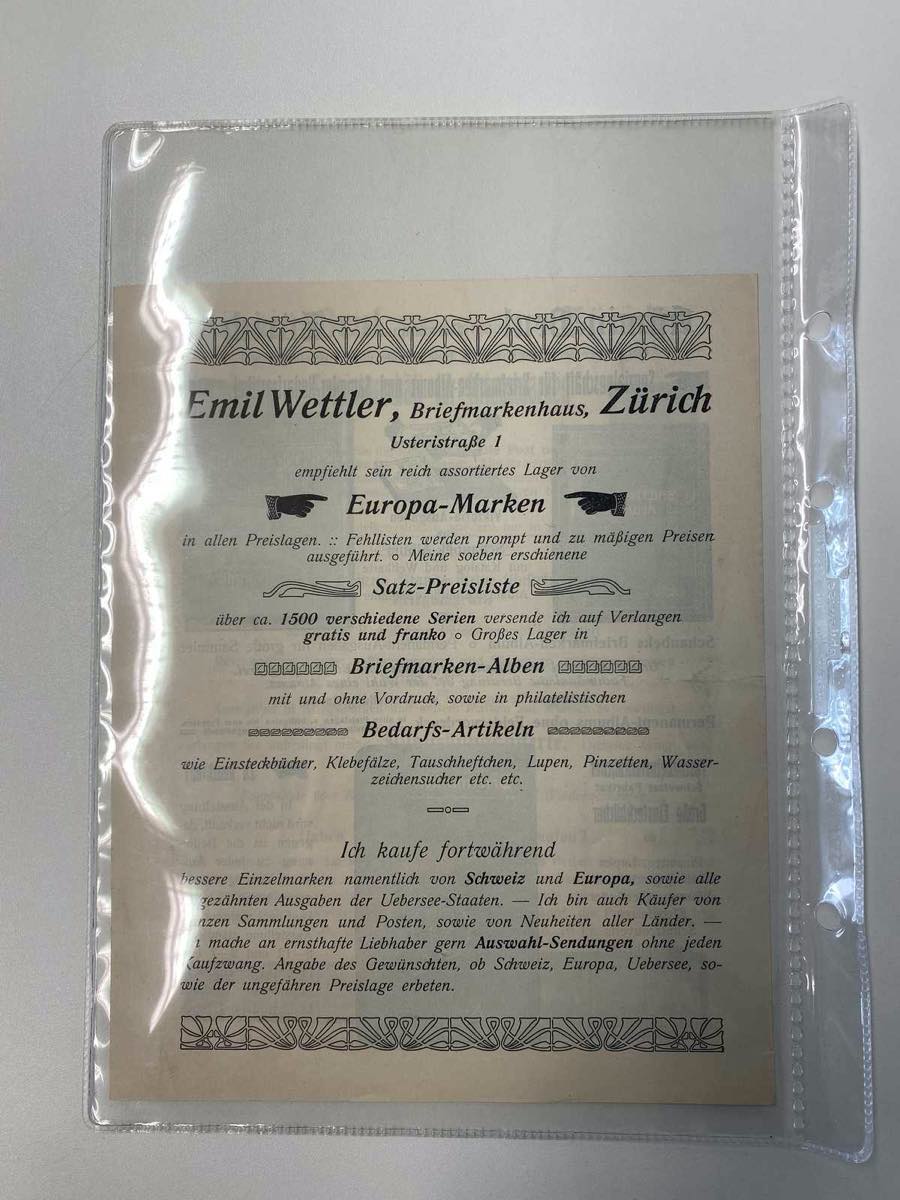 Emil Wettler, Briefmarkenhaus, Zürich
Usteristraße 1
empfiehlt sein reich assortiertes Lager von
Europa-Marken
in allen Preislagen. :: Fehllisten werden prompt und zu mäßigen Preisen
ausgeführt. ○ Meine soeben erschienene
Satz-Preisliste
über ca. 1500 verschiedene Serien versende ich auf Verlangen
gratis und franko ○ Großes Lager in
Briefmarken-Alben
mit und ohne Vordruck, sowie in philatelistischen
Bedarfs-Artikeln
wie Einsteckbücher, Klebefälze, Tauschheftchen, Lupen, Pinzetten, Wasser-
zeichensucher etc. etc.
Ich kaufe fortwährend
bessere Einzelmarken namentlich von Schweiz und Europa, sowie alle
gezähnten Ausgaben der Uebersee-Staaten. — Ich bin auch Käufer von
ganzen Sammlungen und Posten, sowie von Neuheiten aller Länder. —
mache an ernsthafte Liebhaber gern Auswahl-Sendungen ohne jeden
Kaufzwang. Angabe des Gewünschten, ob Schweiz, Europa, Uebersee, so-
wie der ungefähren Preislage erbeten.